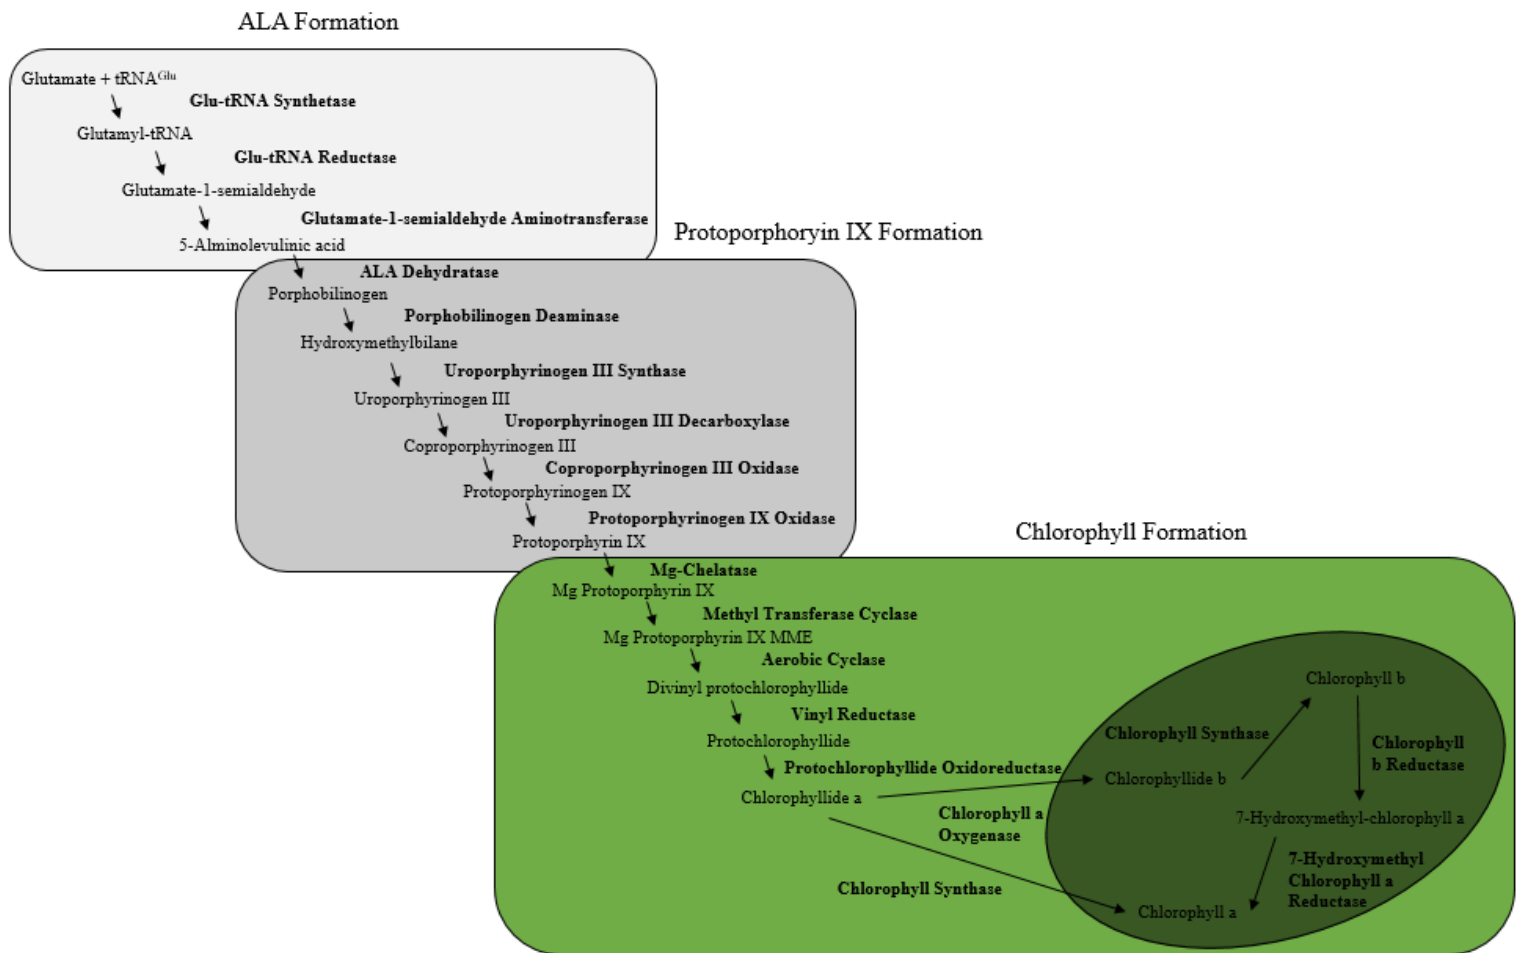 ALA Formation
Glutamate + tRNAGlu
Glu-tRNA Synthetase
Glutamyl-tRNA
Glu-tRNA Reductase
Glutamate-1-semialdehyde
Glutamate-1-semialdehyde Aminotransferase
5-Alminolevulinic acid
Protoporphoryin IX Formation
ALA Dehydratase
Porphobilinogen
Porphobilinogen Deaminase
Hydroxymethylbilane
Uroporphyrinogen III Synthase
Uroporphyrinogen III
Uroporphyrinogen III Decarboxylase
Coproporphyrinogen III
Coproporphyrinogen III Oxidase
Protoporphyrinogen IX
Protoporphyrinogen IX Oxidase
Protoporphyrin IX
Chlorophyll Formation
Mg-Chelatase
Mg Protoporphyrin IX
Methyl Transferase Cyclase
Mg Protoporphyrin IX MME
Aerobic Cyclase
Divinyl protochlorophyllide
Vinyl Reductase
Protochlorophyllide
Protochlorophyllide Oxidoreductase
Chlorophyllide a
Chlorophyll a
Oxygenase
Chlorophyll Synthase
Chlorophyllide b
Chlorophyll Synthase
Chlorophyll b
Chlorophyll
b Reductase
7-Hydroxymethyl-chlorophyll a
7-Hydroxymethyl
Chlorophyll a
Reductase
Chlorophyll a